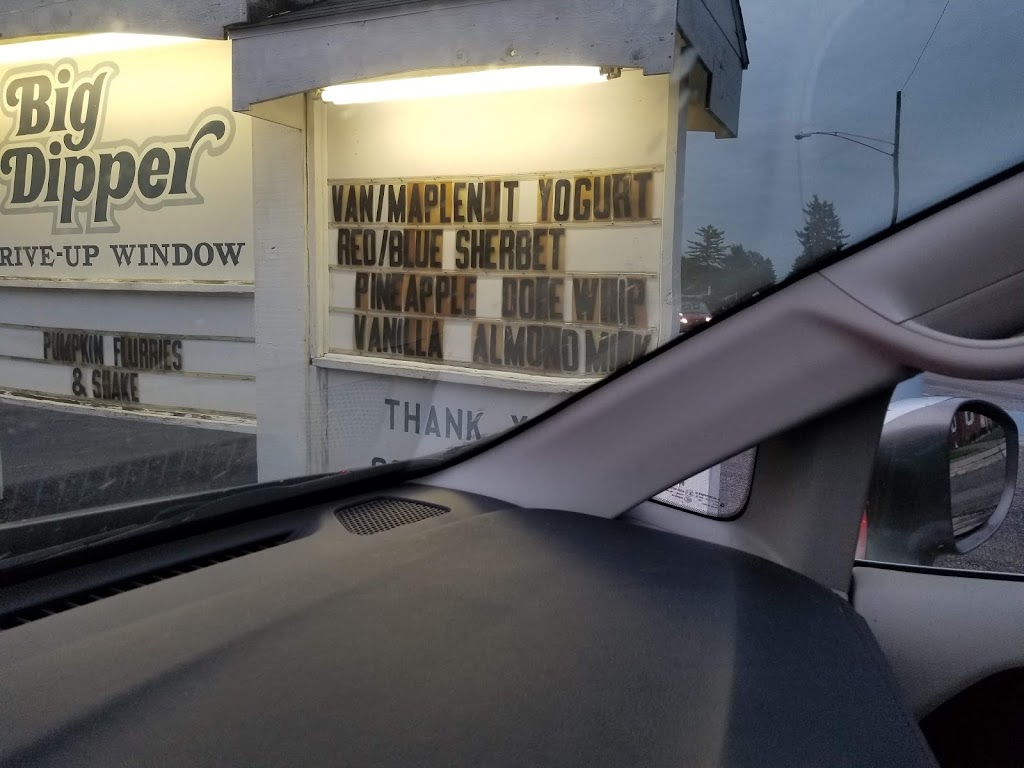 Big
Dipper
RIVE-UP WINDOW
PUMPKIN FLURRIES
& SHAKE
VAN/MAPLENUT YOGURT
RED/BLUE SHERBET
PINEAPPLE DOLE WHIP
VANILLA ALMOND MILK
THANK